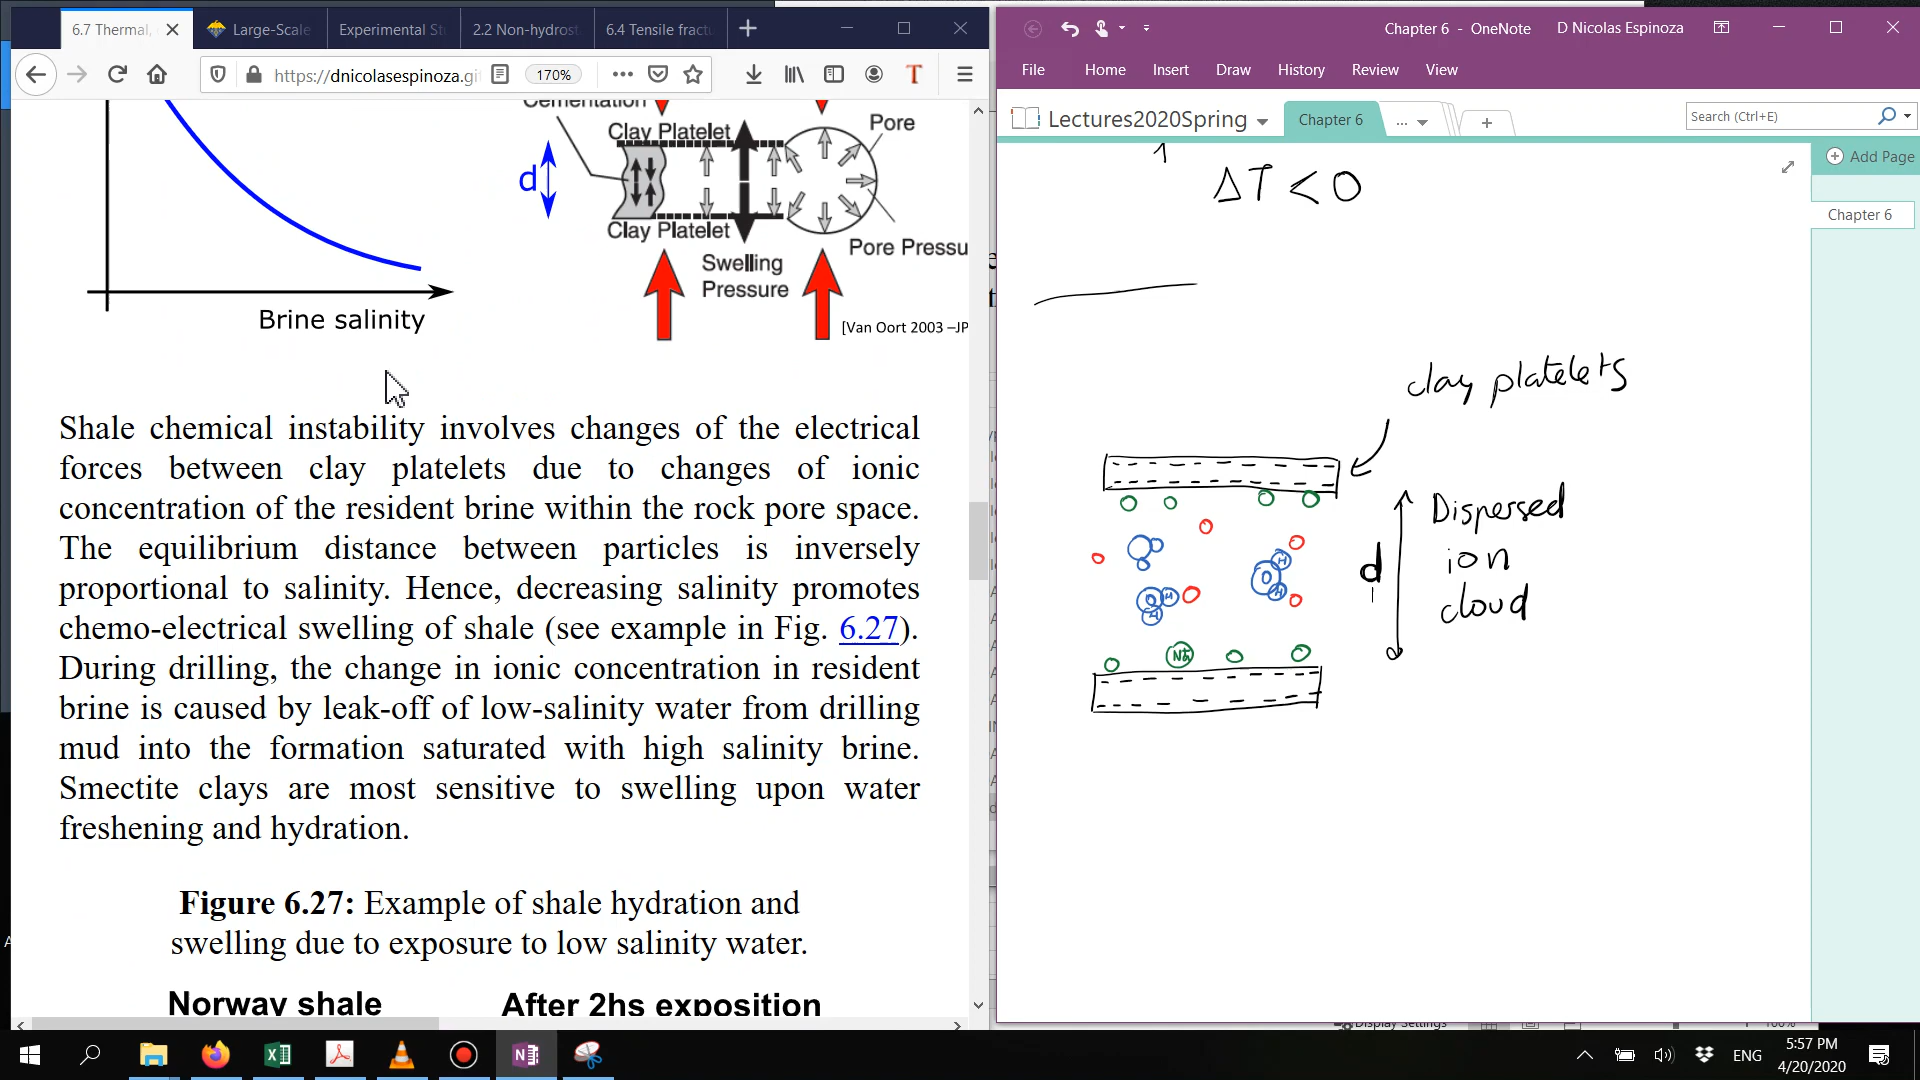 6.7 Thermal,
Large-Scale
Experimental St
2.2 Non-hydrost
6.4 Tensile fract
https://dnicolasespinoza.gi
170%
T
Cementation
Clay Platelet
Pore
d
Clay Platelet
Pore Pressu
Swelling
Pressure
Brine salinity
[Van Oort 2003 –JP
Shale chemical instability involves changes of the electrical
forces between clay platelets due to changes of ionic
concentration of the resident brine within the rock pore space.
The equilibrium distance between particles is inversely
proportional to salinity. Hence, decreasing salinity promotes
chemo-electrical swelling of shale (see example in Fig. 6.27).
During drilling, the change in ionic concentration in resident
brine is caused by leak-off of low-salinity water from drilling
mud into the formation saturated with high salinity brine.
Smectite clays are most sensitive to swelling upon water
freshening and hydration.
Figure 6.27: Example of shale hydration and
swelling due to exposure to low salinity water.
Norway shale
After 2hs exposition
Chapter 6 - OneNote
D Nicolas Espinoza
File Home Insert Draw History Review View
Lectures2020Spring
Chapter 6
...
Search (Ctrl+E)
Add Page
Chapter 6
ΔT < 0
clay platelets
Dispersed
ion
cloud
d
O H H
O H H
Na
Display Settings
100%
ENG
5:57 PM
4/20/2020